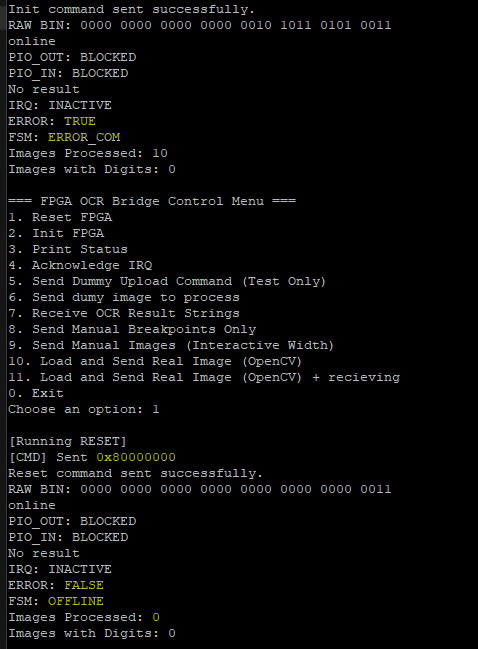 Init command sent successfully.
RAW BIN: 0000 0000 0000 0000 0010 1011 0101 0011
online
PIO_OUT: BLOCKED
PIO_IN: BLOCKED
No result
IRQ: INACTIVE
ERROR: TRUE
FSM: ERROR_COM
Images Processed: 10
Images with Digits: 0
=== FPGA OCR Bridge Control Menu ===
1. Reset FPGA
2. Init FPGA
3. Print Status
4. Acknowledge IRQ
5. Send Dummy Upload Command (Test Only)
6. Send dumy image to process
7. Receive OCR Result Strings
8. Send Manual Breakpoints Only
9. Send Manual Images (Interactive Width)
10. Load and Send Real Image (OpenCV)
11. Load and Send Real Image (OpenCV) + recieving
0. Exit
Choose an option: 1
[Running RESET]
[CMD] Sent 0x80000000
Reset command sent successfully.
RAW BIN: 0000 0000 0000 0000 0000 0000 0000 0011
online
PIO_OUT: BLOCKED
PIO_IN: BLOCKED
No result
IRQ: INACTIVE
ERROR: FALSE
FSM: OFFLINE
Images Processed: 0
Images with Digits: 0